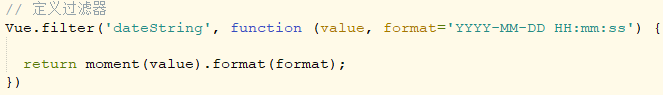 // 定义过滤器
Vue.filter('dateString', function (value, format='YYYY-MM-DD HH:mm:ss') {
return moment(value).format(format);
})